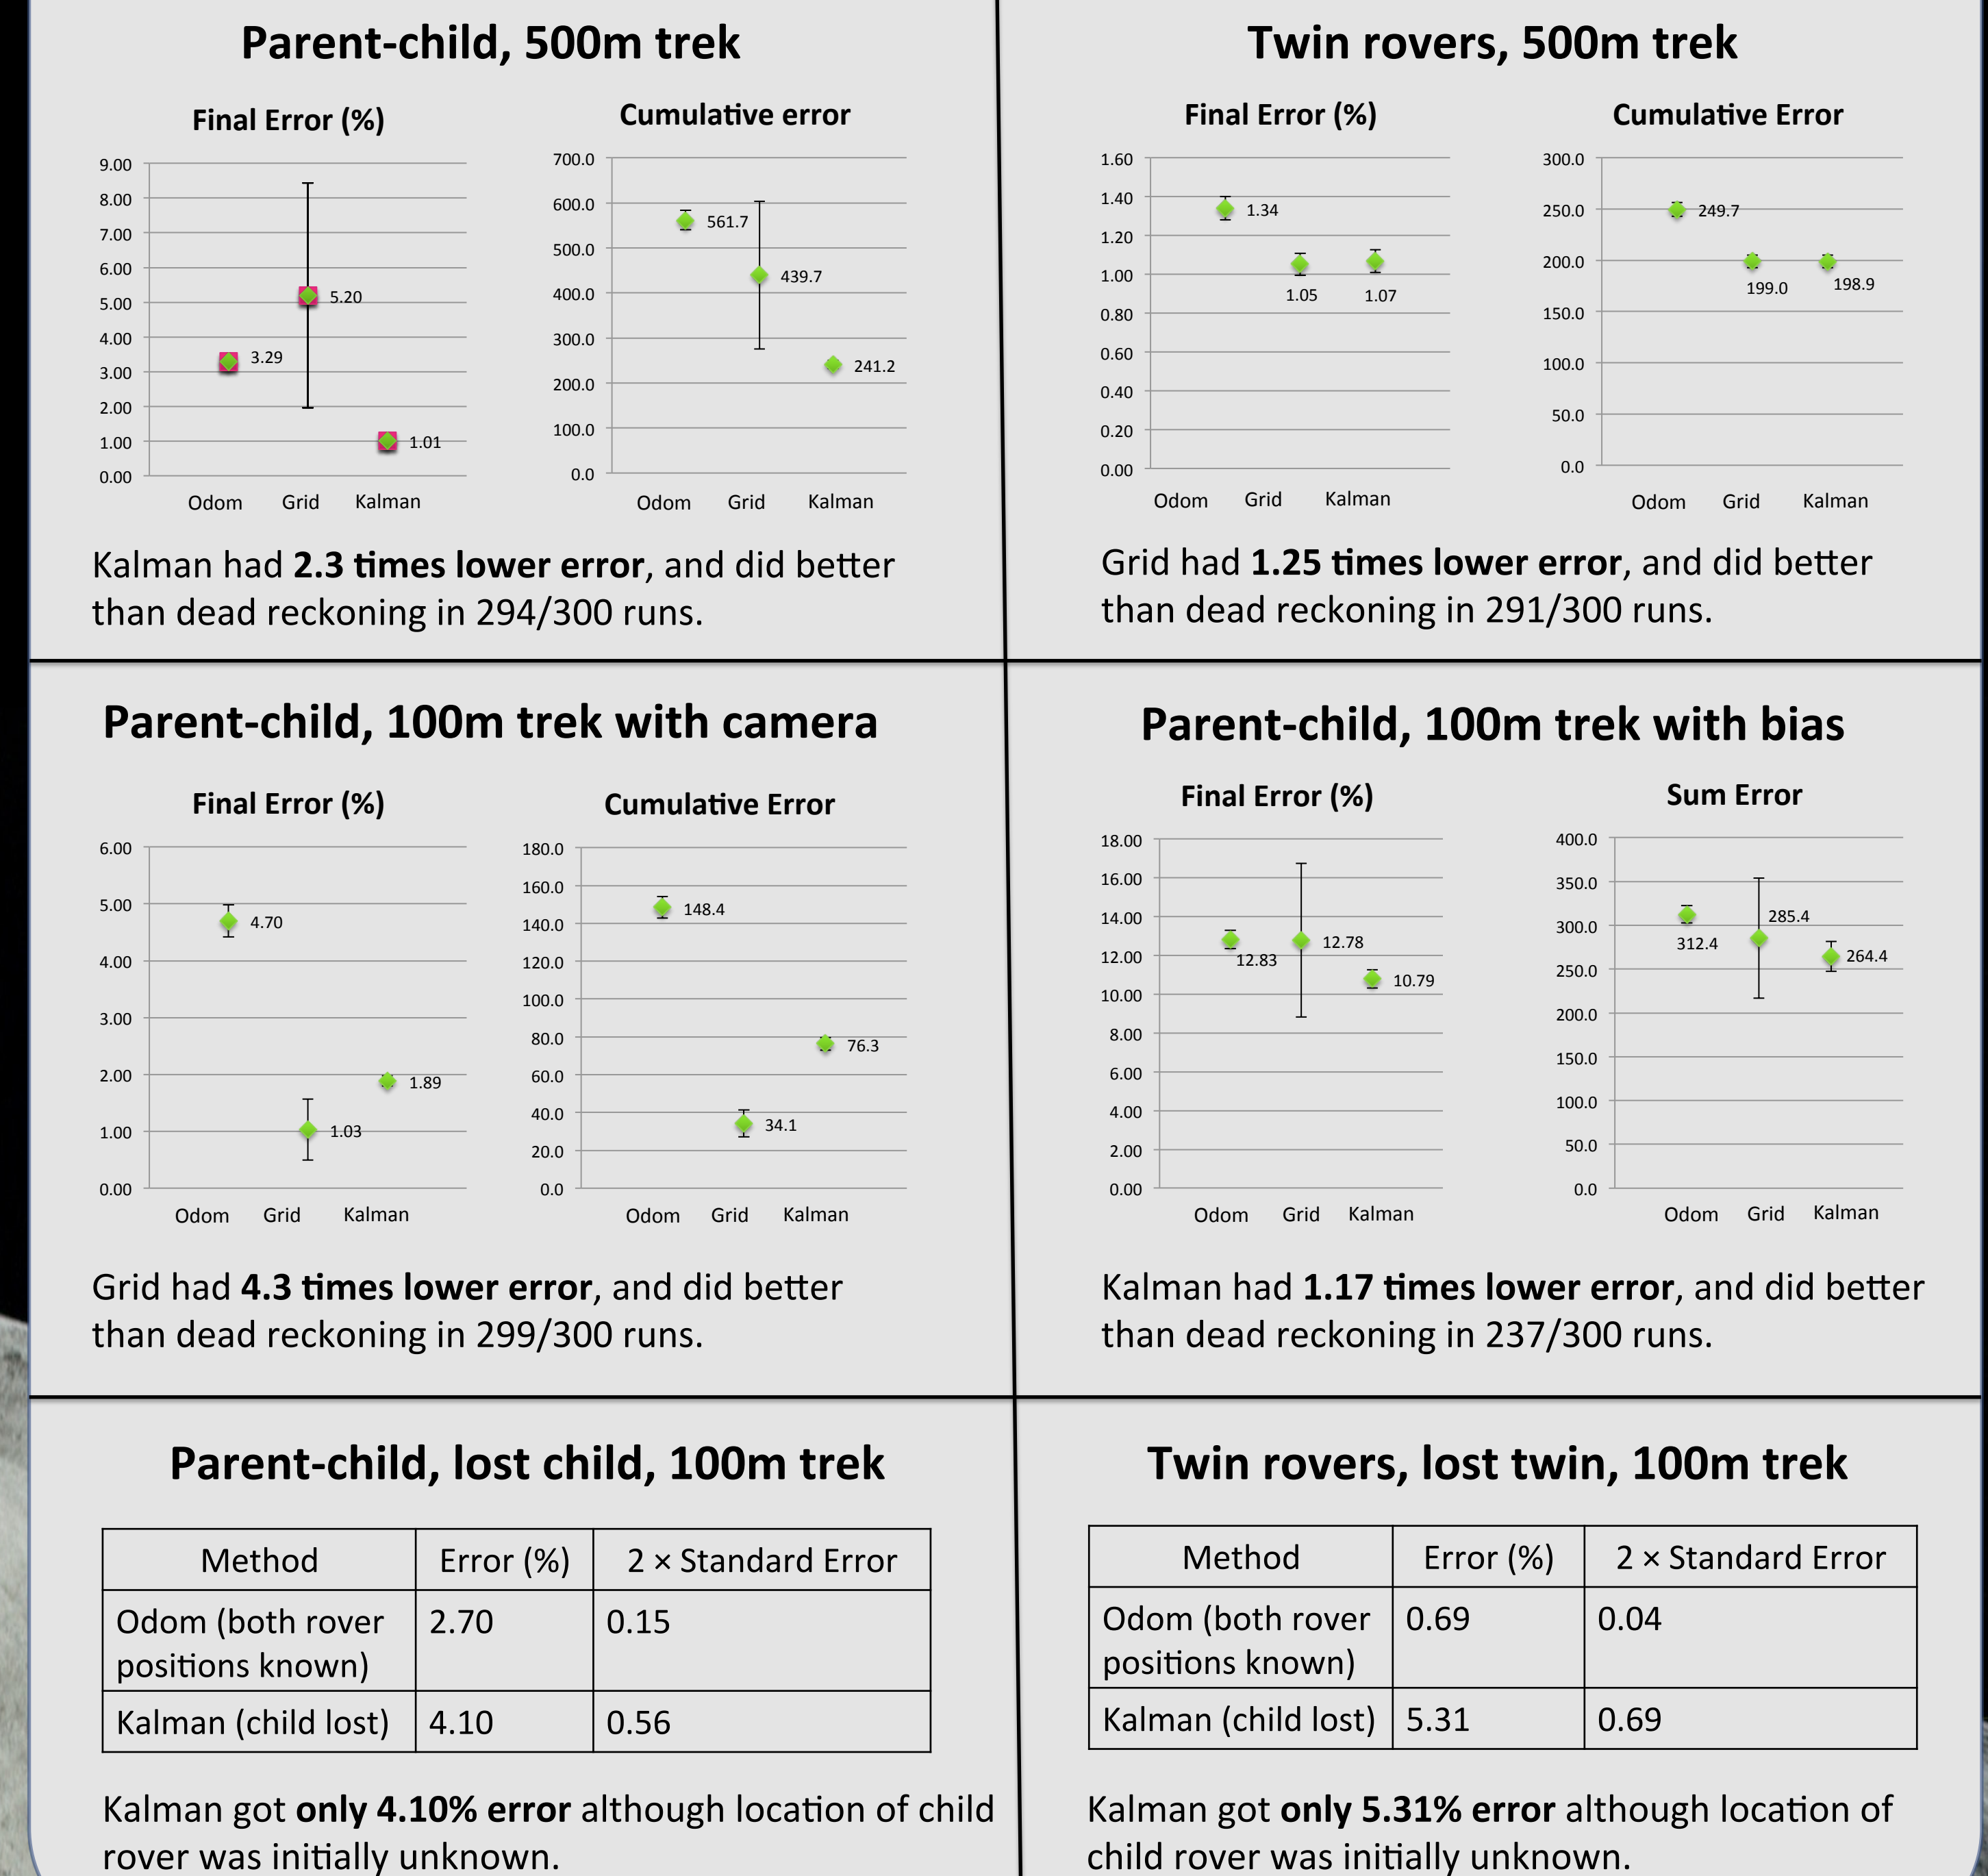 Parent-child, 500m trek
Final Error (%)
9.00
8.00
7.00
6.00
5.00
4.00
3.00
2.00
1.00
0.00
3.29
5.20
1.01
Odom Grid Kalman
Cumulative error
700.0
600.0
500.0
400.0
300.0
200.0
100.0
0.0
561.7
439.7
241.2
Odom Grid Kalman
Kalman had 2.3 times lower error, and did better
than dead reckoning in 294/300 runs.
Twin rovers, 500m trek
Final Error (%)
1.60
1.40
1.20
1.00
0.80
0.60
0.40
0.20
0.00
1.34
1.05
1.07
Odom Grid Kalman
Cumulative Error
300.0
250.0
200.0
150.0
100.0
50.0
0.0
249.7
199.0
198.9
Odom Grid Kalman
Grid had 1.25 times lower error, and did better
than dead reckoning in 291/300 runs.
Parent-child, 100m trek with camera
Final Error (%)
6.00
5.00
4.00
3.00
2.00
1.00
0.00
4.70
1.03
1.89
Odom Grid Kalman
Cumulative Error
180.0
160.0
140.0
120.0
100.0
80.0
60.0
40.0
20.0
0.0
148.4
34.1
76.3
Odom Grid Kalman
Grid had 4.3 times lower error, and did better
than dead reckoning in 299/300 runs.
Parent-child, 100m trek with bias
Final Error (%)
18.00
16.00
14.00
12.00
10.00
8.00
6.00
4.00
2.00
0.00
12.83
12.78
10.79
Odom Grid Kalman
Sum Error
400.0
350.0
300.0
250.0
200.0
150.0
100.0
50.0
0.0
312.4
285.4
264.4
Odom Grid Kalman
Kalman had 1.17 times lower error, and did better
than dead reckoning in 237/300 runs.
Parent-child, lost child, 100m trek
Method Error (%) 2 × Standard Error
Odom (both rover 2.70 0.15
positions known)
Kalman (child lost) 4.10 0.56
Kalman got only 4.10% error although location of child
rover was initially unknown.
Twin rovers, lost twin, 100m trek
Method Error (%) 2 × Standard Error
Odom (both rover 0.69 0.04
positions known)
Kalman (child lost) 5.31 0.69
Kalman got only 5.31% error although location of
child rover was initially unknown.